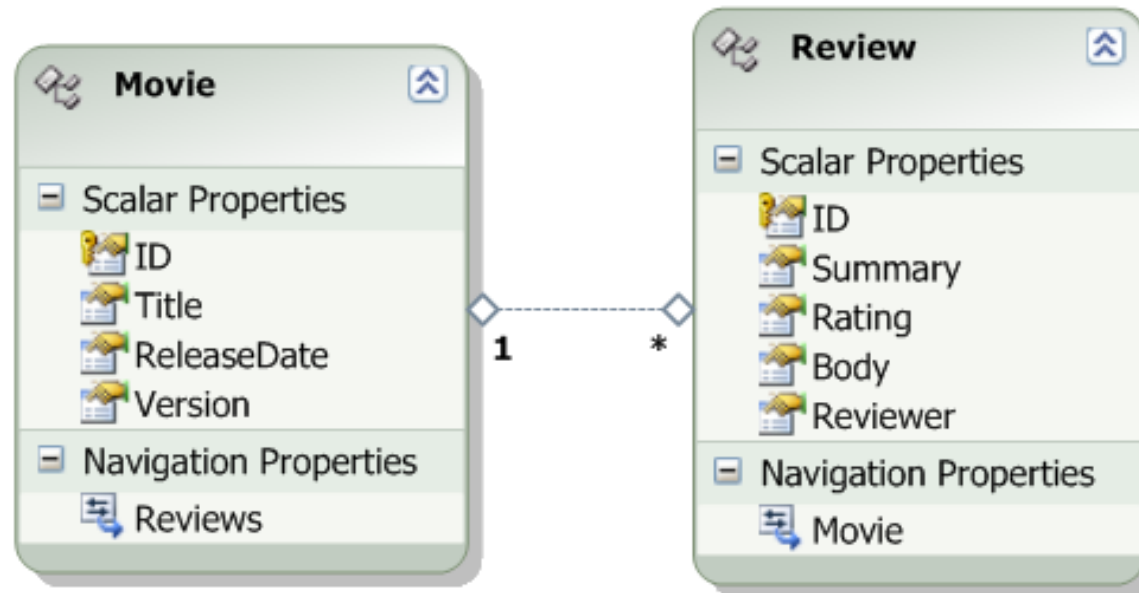 Movie
Scalar Properties
ID
Title
ReleaseDate
Version
Navigation Properties
Reviews
1
*
Review
Scalar Properties
ID
Summary
Rating
Body
Reviewer
Navigation Properties
Movie